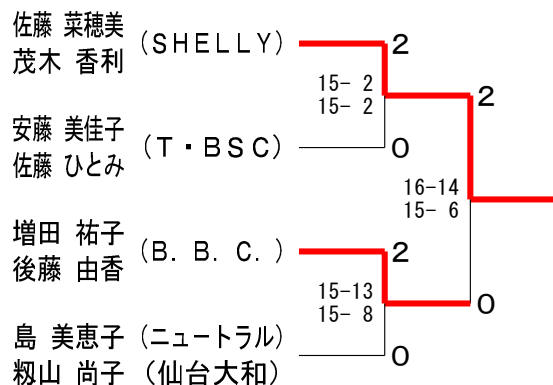 佐藤 菜穂美
茂木 香利
(SHELLY)
2
15- 2
15- 2
2
安藤 美佳子
佐藤 ひとみ
(T・BSC)
0
16-14
15- 6
増田 祐子
後藤 由香
(B. B. C.)
2
15-13
15- 8
0
島 美恵子 (ニュートラル)
籾山 尚子 (仙台大和)
0